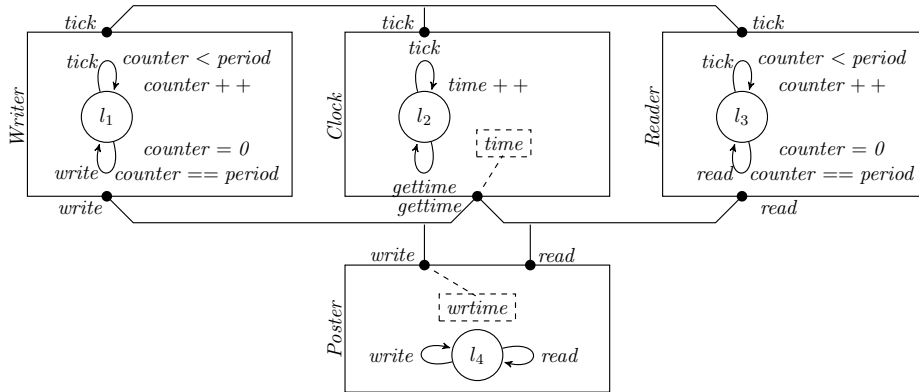 tick tick tick
Writer
tick
counter < period
counter + +
l1
counter = 0
write counter == period
write
Clock
tick
time + +
l2
time
gettime
gettime
Reader
tick
counter < period
counter + +
l3
counter = 0
read counter == period
read
write read
Poster
wrtime
write l4 read